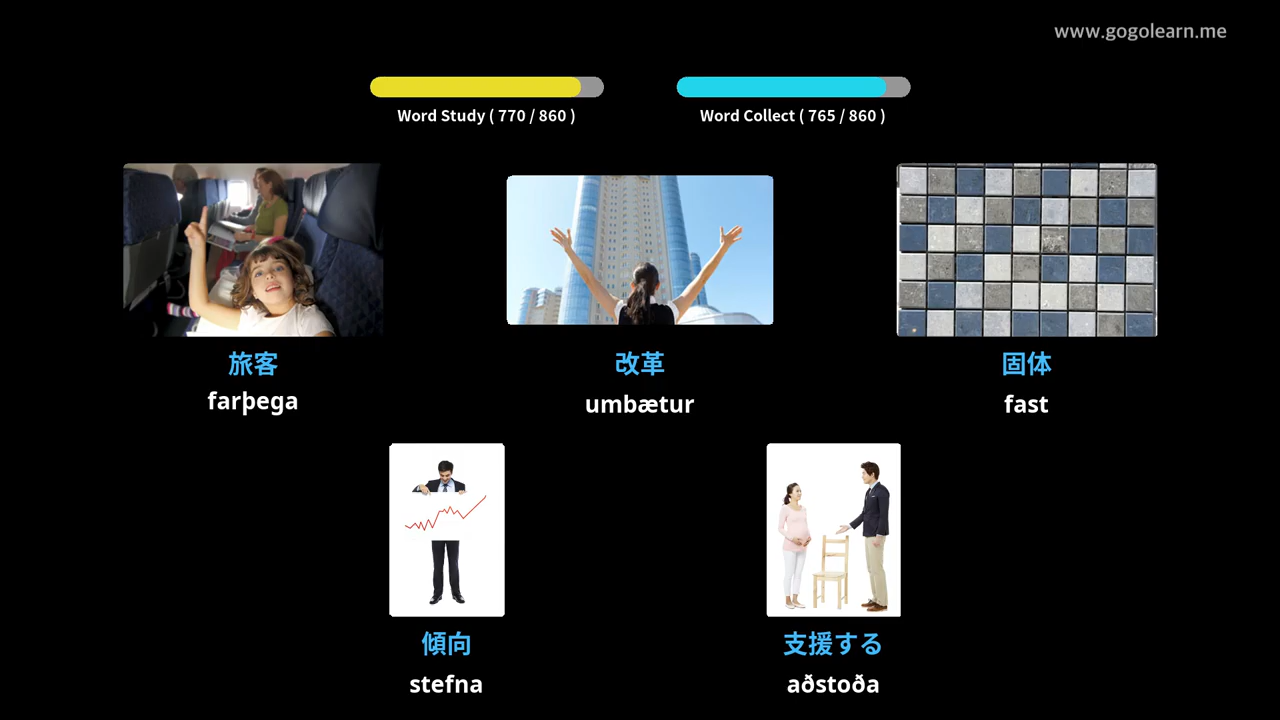 www.gogolearn.me
Word Study ( 770 / 860 )
Word Collect ( 765 / 860 )
旅客
farþega
改革
umbætur
固体
fast
傾向
stefna
支援する
aðstoða